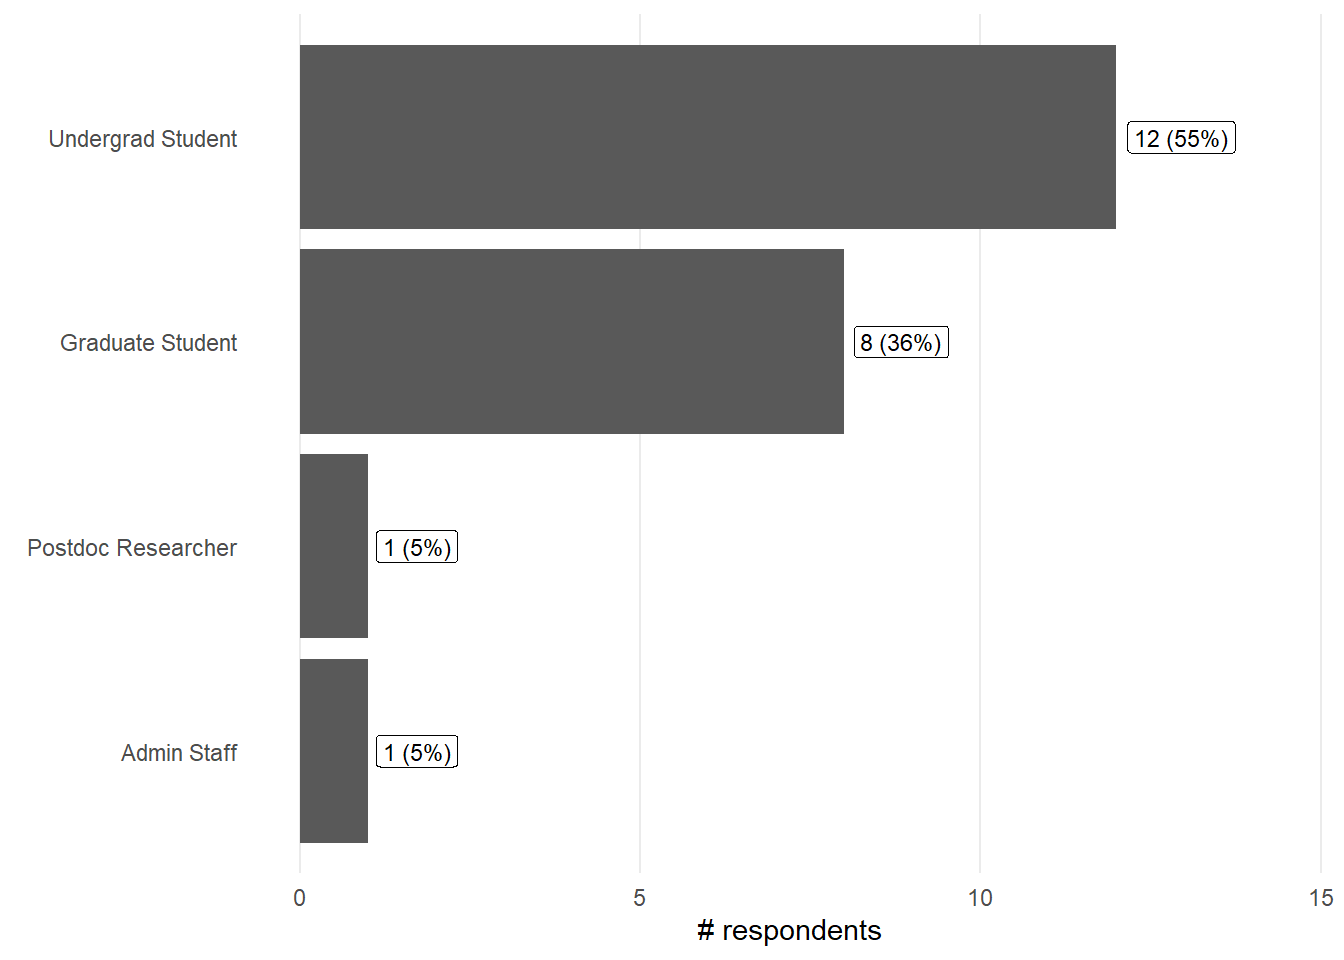 Undergrad Student
12 (55%)
Graduate Student
8 (36%)
Postdoc Researcher
1 (5%)
Admin Staff
1 (5%)
0 5 10 15
# respondents